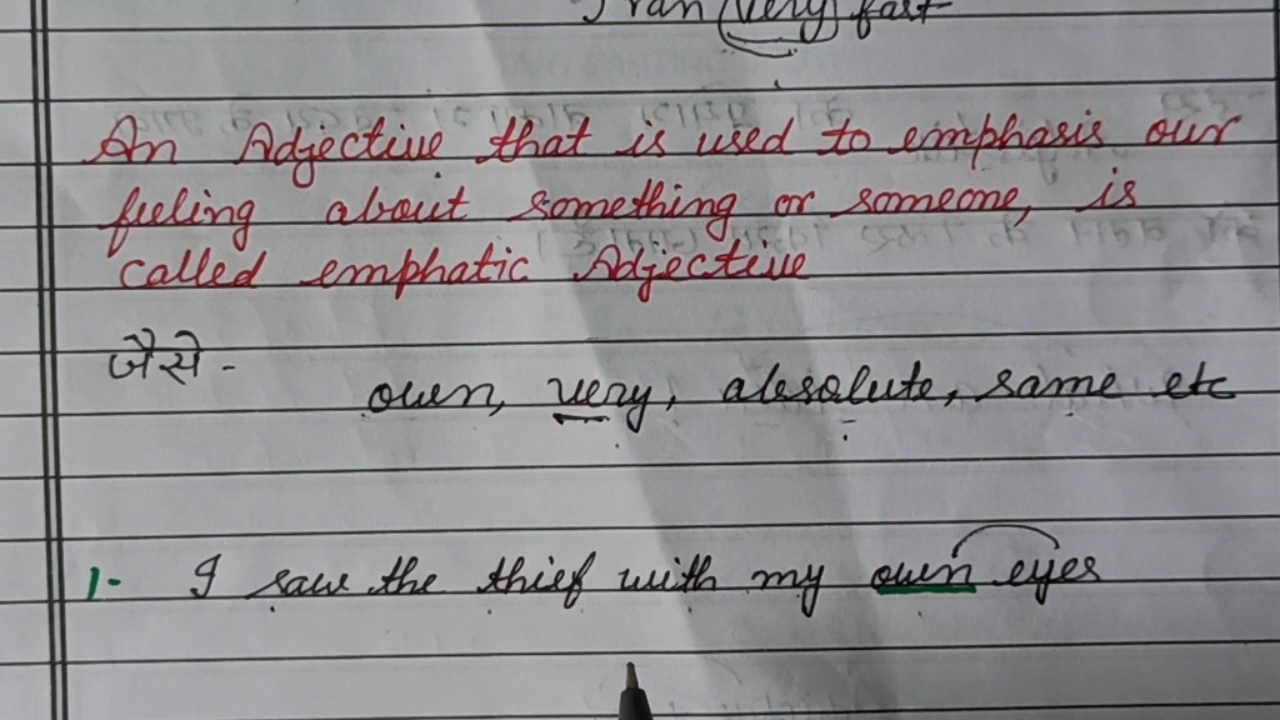 I ran very fast
An Adjective that is used to emphasis our
feeling about something or someone, is
called emphatic Adjective
जैसे -
own, very, absolute, same etc
1- I saw the thief with my own eyes